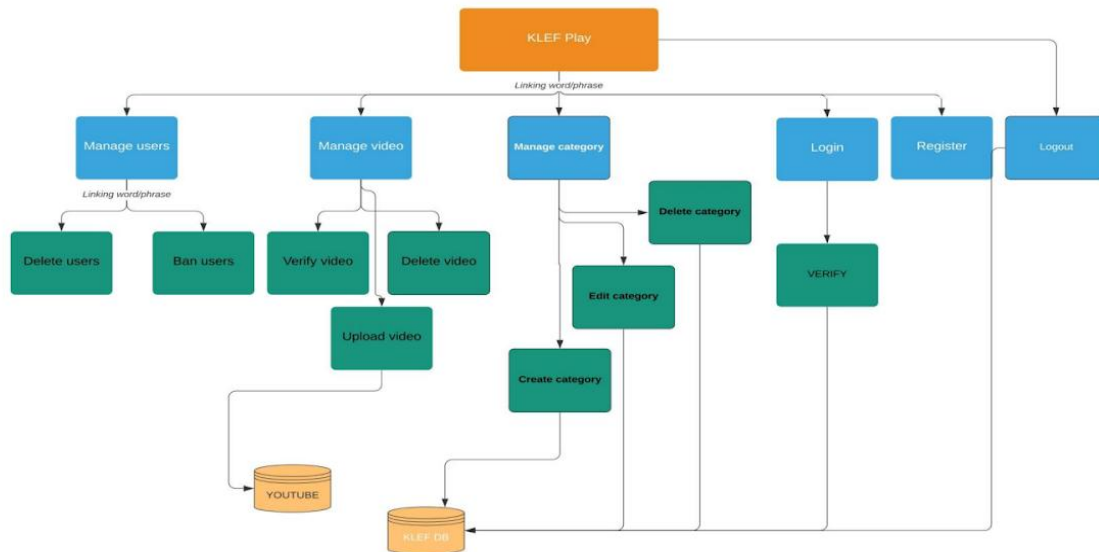 KLEF Play
Linking word/phrase
Manage users
Manage video
Manage category
Login
Register
Logout
Linking word/phrase
Delete users
Ban users
Verify video
Delete video
Delete category
VERIFY
Edit category
Upload video
Create category
YOUTUBE
KLEF DB